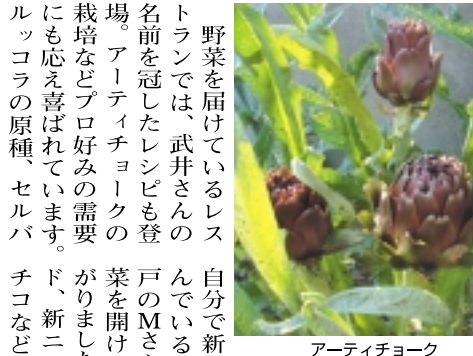 野菜を届けているレス
トランでは、武井さんの
名前を冠したレシピも登
場。アーティチョークの
栽培などプロ好みの需要
にも応え喜ばれています。
ルッコラの原種、セルバ
自分で新
んでいる
戸のMさ
菜を開け
がりまし
ド、新ニ
チコなど
アーティチョーク